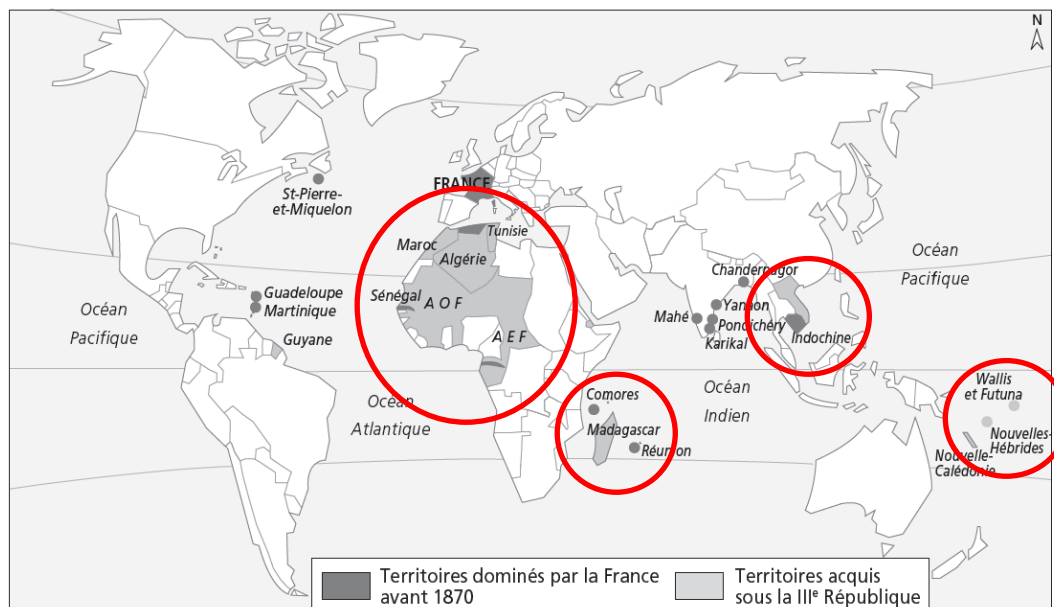 N
FRANCE
St-Pierre-
et-Miquelon
Tunisie
Maroc
Algérie
Océan
Pacifique
Chandernagor
Guadeloupe
Martinique
Sénégal
AOF
Yanaon
Mahé
Pondichéry
Karikal
Indochine
Océan
Pacifique
Guyane
AEF
Océan
Atlantique
Comores
Madagascar
Réunion
Océan
Indien
Wallis
et Futuna
Nouvelles-
Hébrides
Nouvelle-
Calédonie
Territoires dominés par la France
avant 1870
Territoires acquis
sous la IIIe République